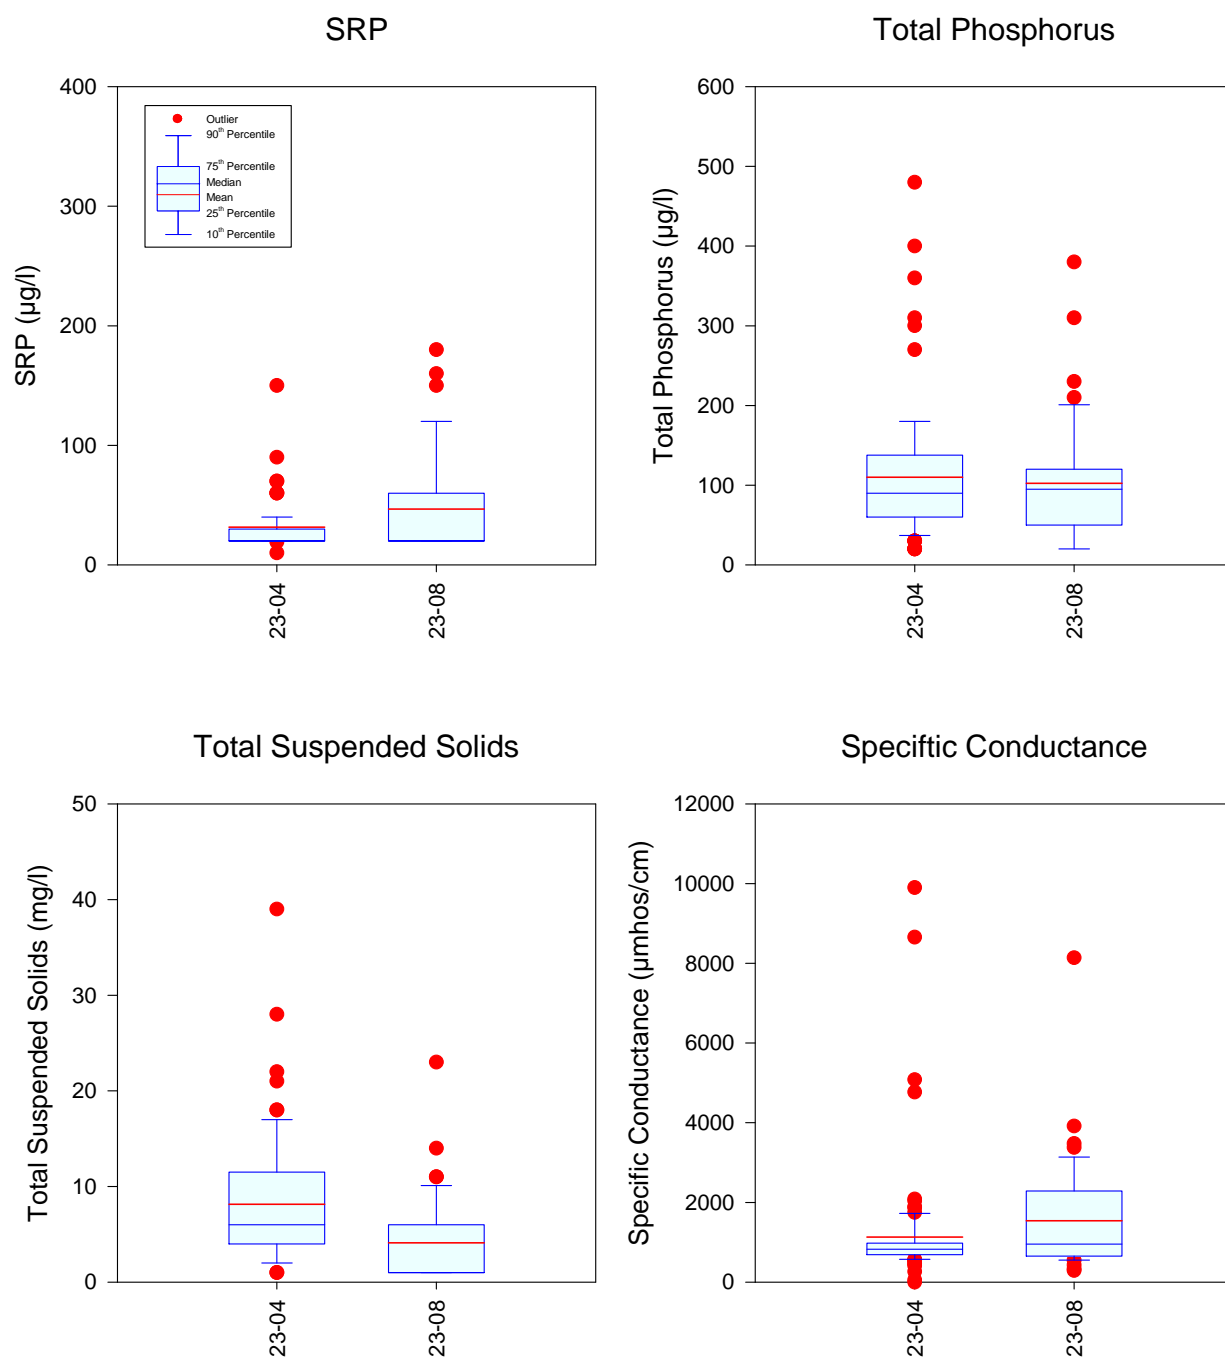 SRP
400
300
200
100
0
SRP (µg/l)
Outlier
90th Percentile
75th Percentile
Median
Mean
25th Percentile
10th Percentile
23-04
23-08
Total Phosphorus
600
500
400
300
200
100
0
Total Phosphorus (µg/l)
23-04
23-08
Total Suspended Solids
50
40
30
20
10
0
Total Suspended Solids (mg/l)
23-04
23-08
Speciftic Conductance
12000
10000
8000
6000
4000
2000
0
Specific Conductance (µmhos/cm)
23-04
23-08